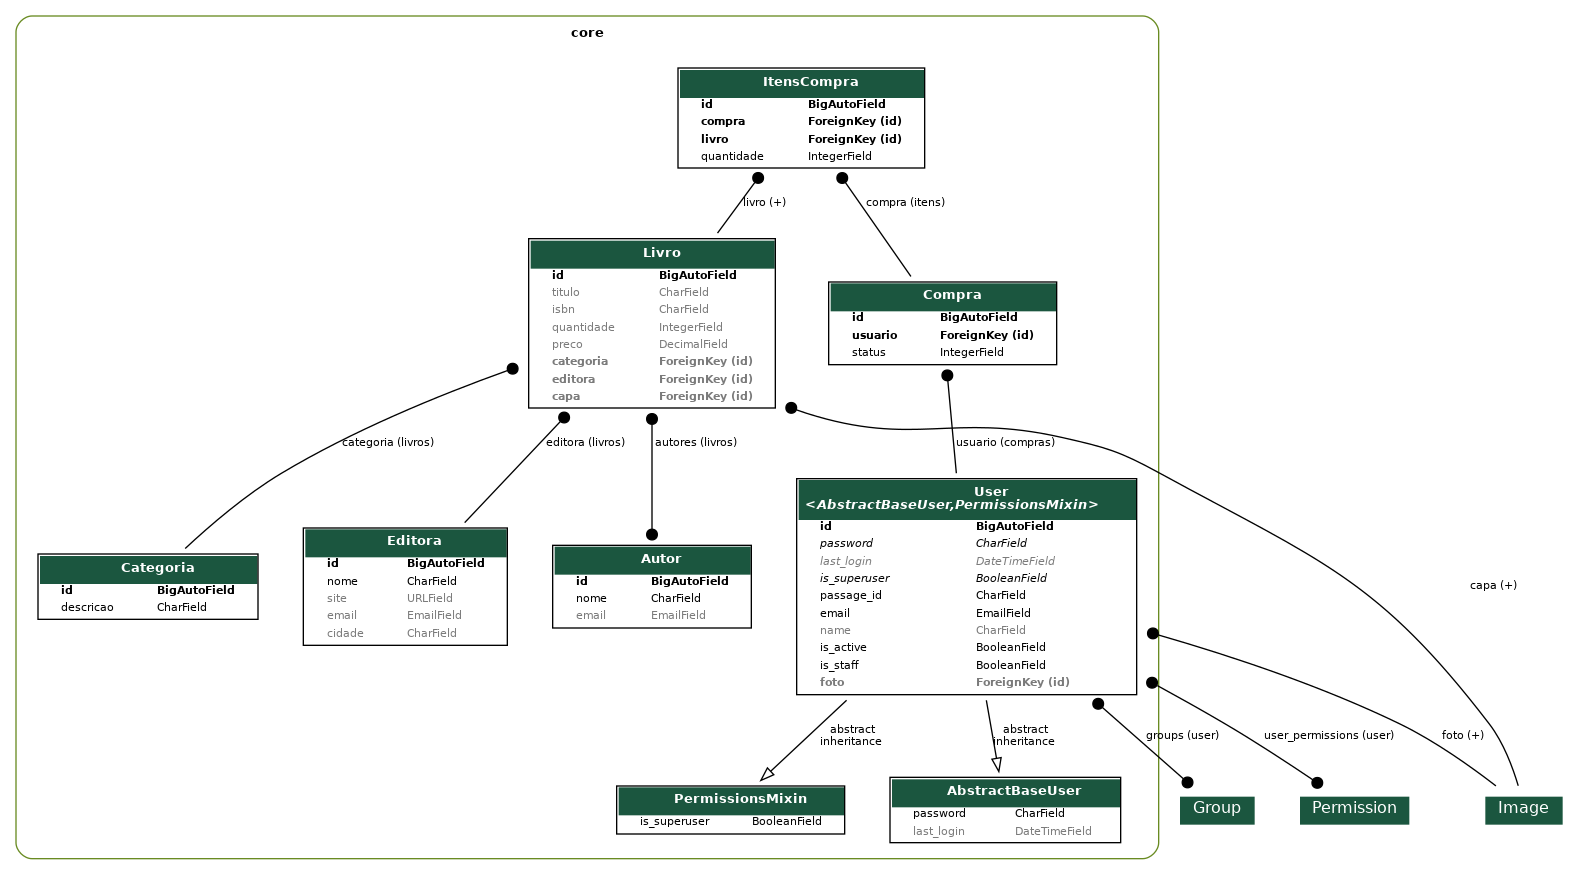 core
ItensCompra
id BigAutoField
compra ForeignKey (id)
livro ForeignKey (id)
quantidade IntegerField
livro (+)
compra (itens)
Livro
id BigAutoField
titulo CharField
isbn CharField
quantidade IntegerField
preco DecimalField
categoria ForeignKey (id)
editora ForeignKey (id)
capa ForeignKey (id)
Compra
id BigAutoField
usuario ForeignKey (id)
status IntegerField
categoria (livros)
editora (livros)
autores (livros)
usuario (compras)
Categoria
id BigAutoField
descricao CharField
Editora
id BigAutoField
nome CharField
site URLField
email EmailField
cidade CharField
Autor
id BigAutoField
nome CharField
email EmailField
User
<AbstractBaseUser,PermissionsMixin>
id BigAutoField
password CharField
last_login DateTimeField
is_superuser BooleanField
passage_id CharField
email EmailField
name CharField
is_active BooleanField
is_staff BooleanField
foto ForeignKey (id)
capa (+)
abstract
inheritance
abstract
inheritance
groups (user)
user_permissions (user)
foto (+)
PermissionsMixin
is_superuser BooleanField
AbstractBaseUser
password CharField
last_login DateTimeField
Group
Permission
Image